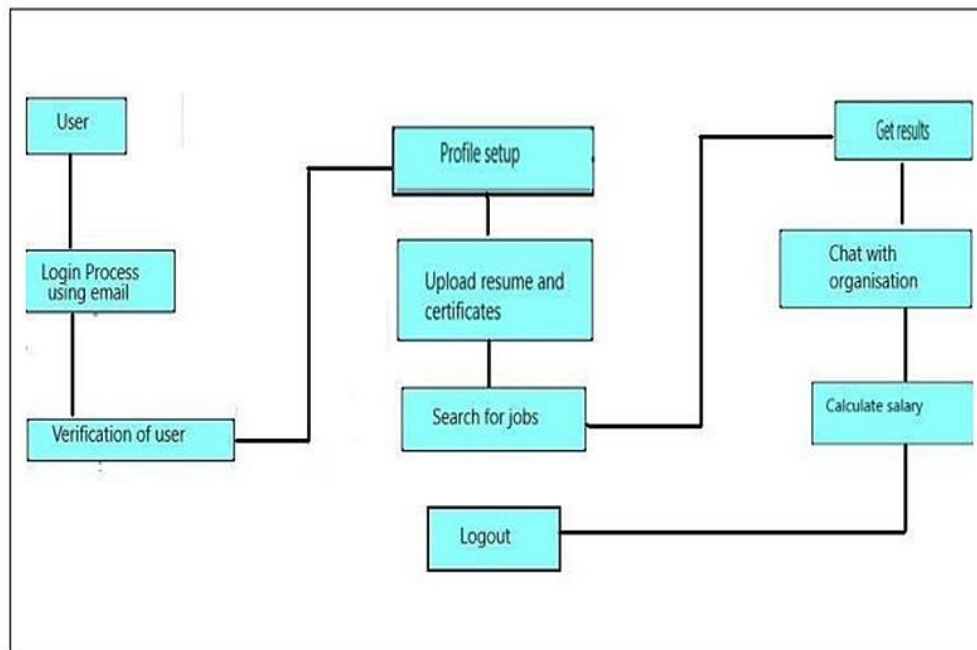 User
Login Process
using email
Verification of user
Profile setup
Upload resume and
certificates
Search for jobs
Get results
Chat with
organisation
Calculate salary
Logout